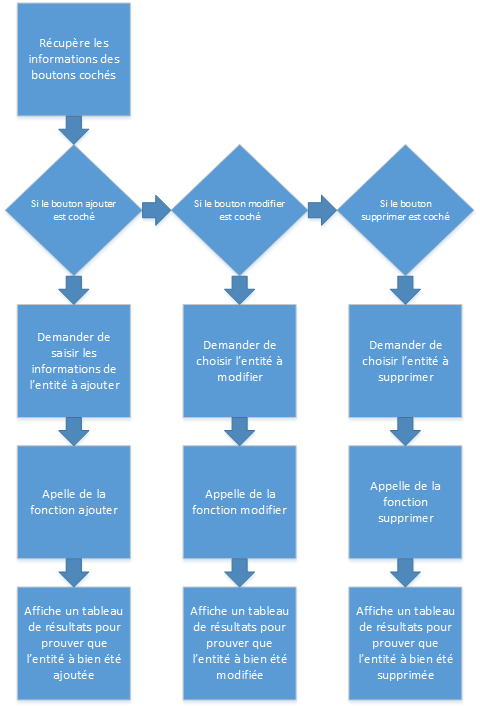 Récupère les
informations des
boutons cochés
Si le bouton ajouter
est coché
Si le bouton modifier
est coché
Si le bouton
supprimer est coché
Demander de
saisir les
informations de
l'entité à ajouter
Demander de
choisir l'entité à
modifier
Demander de
choisir l'entité à
supprimer
Apelle de la
fonction ajouter
Appelle de la
fonction modifier
Appelle de la
fonction
supprimer
Affiche un tableau
de résultats pour
prouver que
l'entité à bien été
ajoutée
Affiche un tableau
de résultats pour
prouver que
l'entité à bien été
modifiée
Affiche un tableau
de résultats pour
prouver que
l'entité à bien été
supprimée